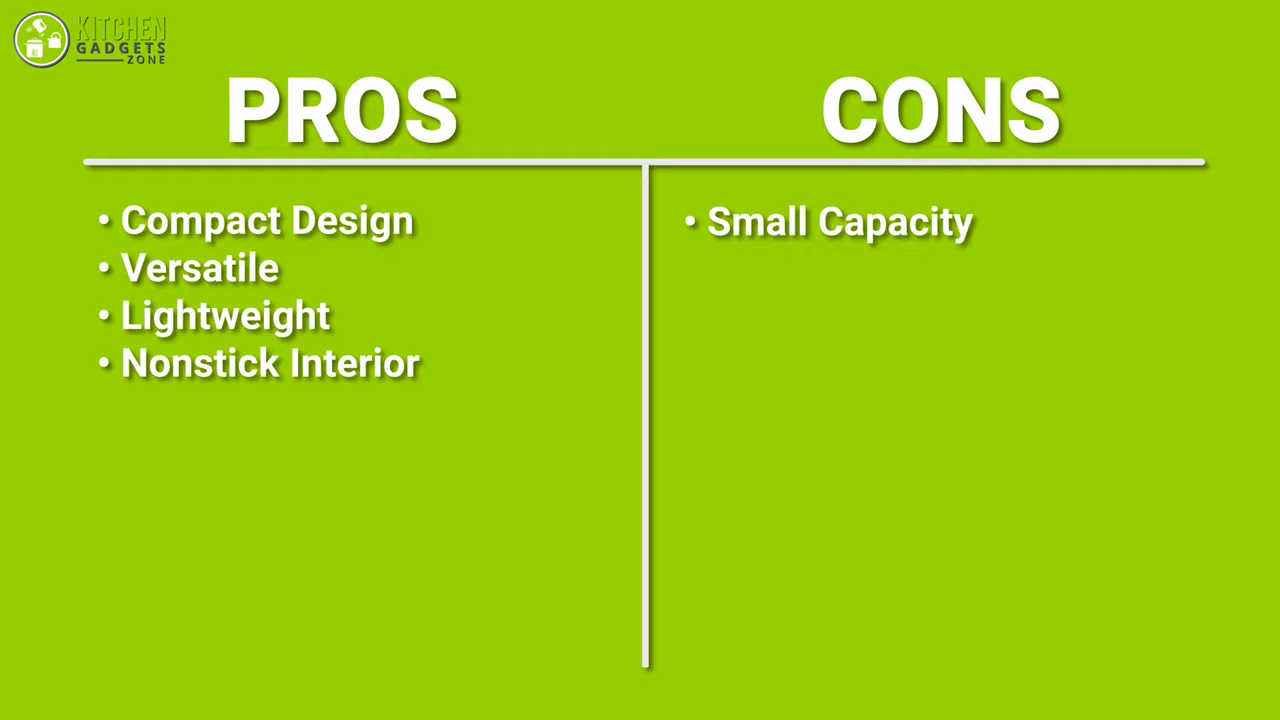 KITCHEN
GADGETS
ZONE
PROS
CONS
• Compact Design
• Versatile
• Lightweight
• Nonstick Interior
• Small Capacity